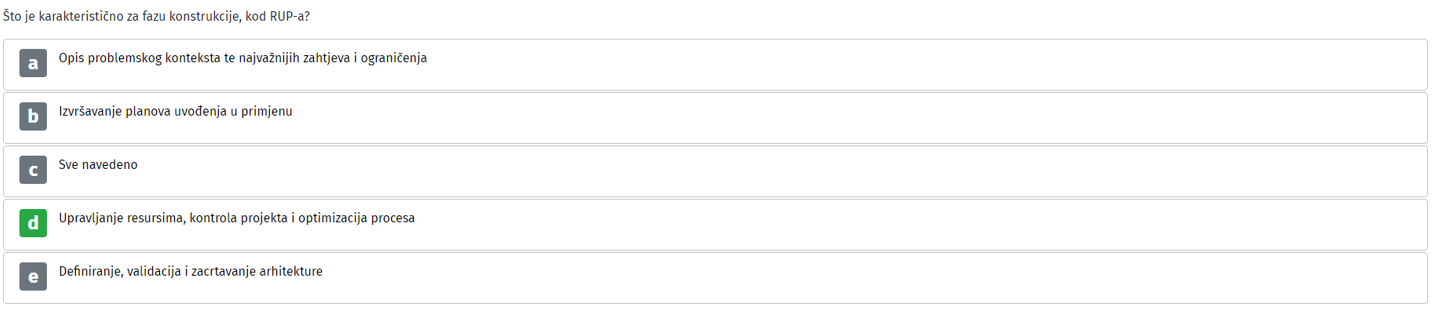 Što je karakteristično za fazu konstrukcije, kod RUP-a?
a Opis problemskog konteksta te najvažnijih zahtjeva i ograničenja
b Izvršavanje planova uvođenja u primjenu
c Sve navedeno
d Upravljanje resursima, kontrola projekta i optimizacija procesa
e Definiranje, validacija i zacrtavanje arhitekture